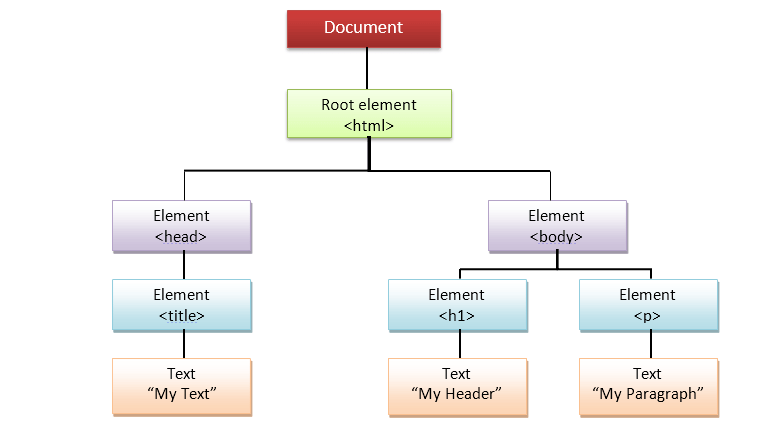 Document
Root element
<html>
Element
<head>
Element
<body>
Element
<title>
Element
<h1>
Element
<p>
Text
“My Text”
Text
“My Header”
Text
“My Paragraph”